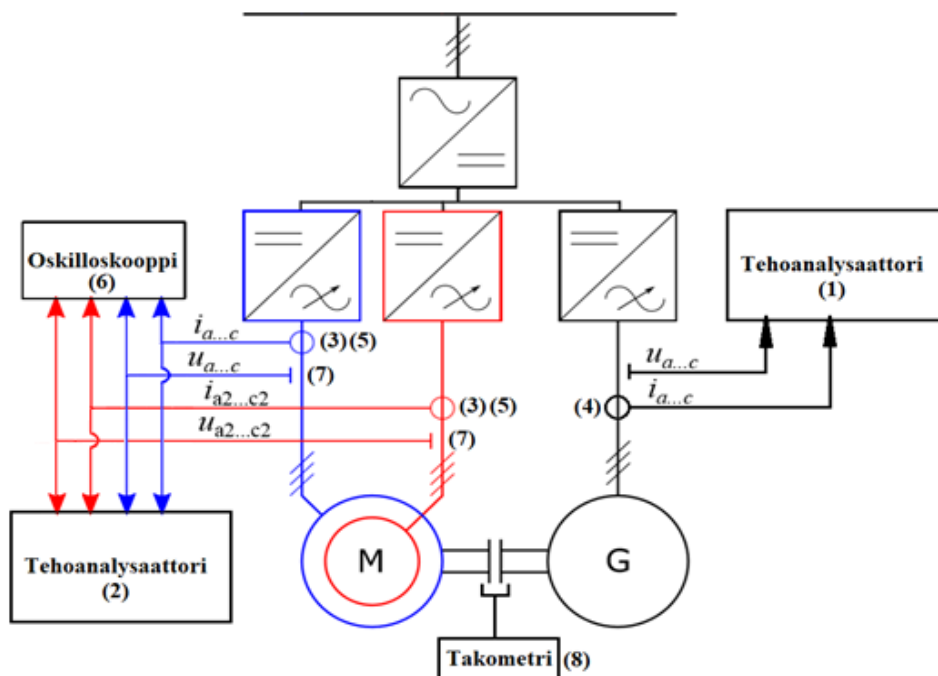 Oskilloskooppi
(6)
Tehoanalysaattori
(1)
i a...c
(3) (5)
u a...c
(7)
i a2...c2
(3) (5)
u a2...c2
(7)
u a...c
i a...c
(4)
Tehoanalysaattori
(2)
M
G
Takometri (8)